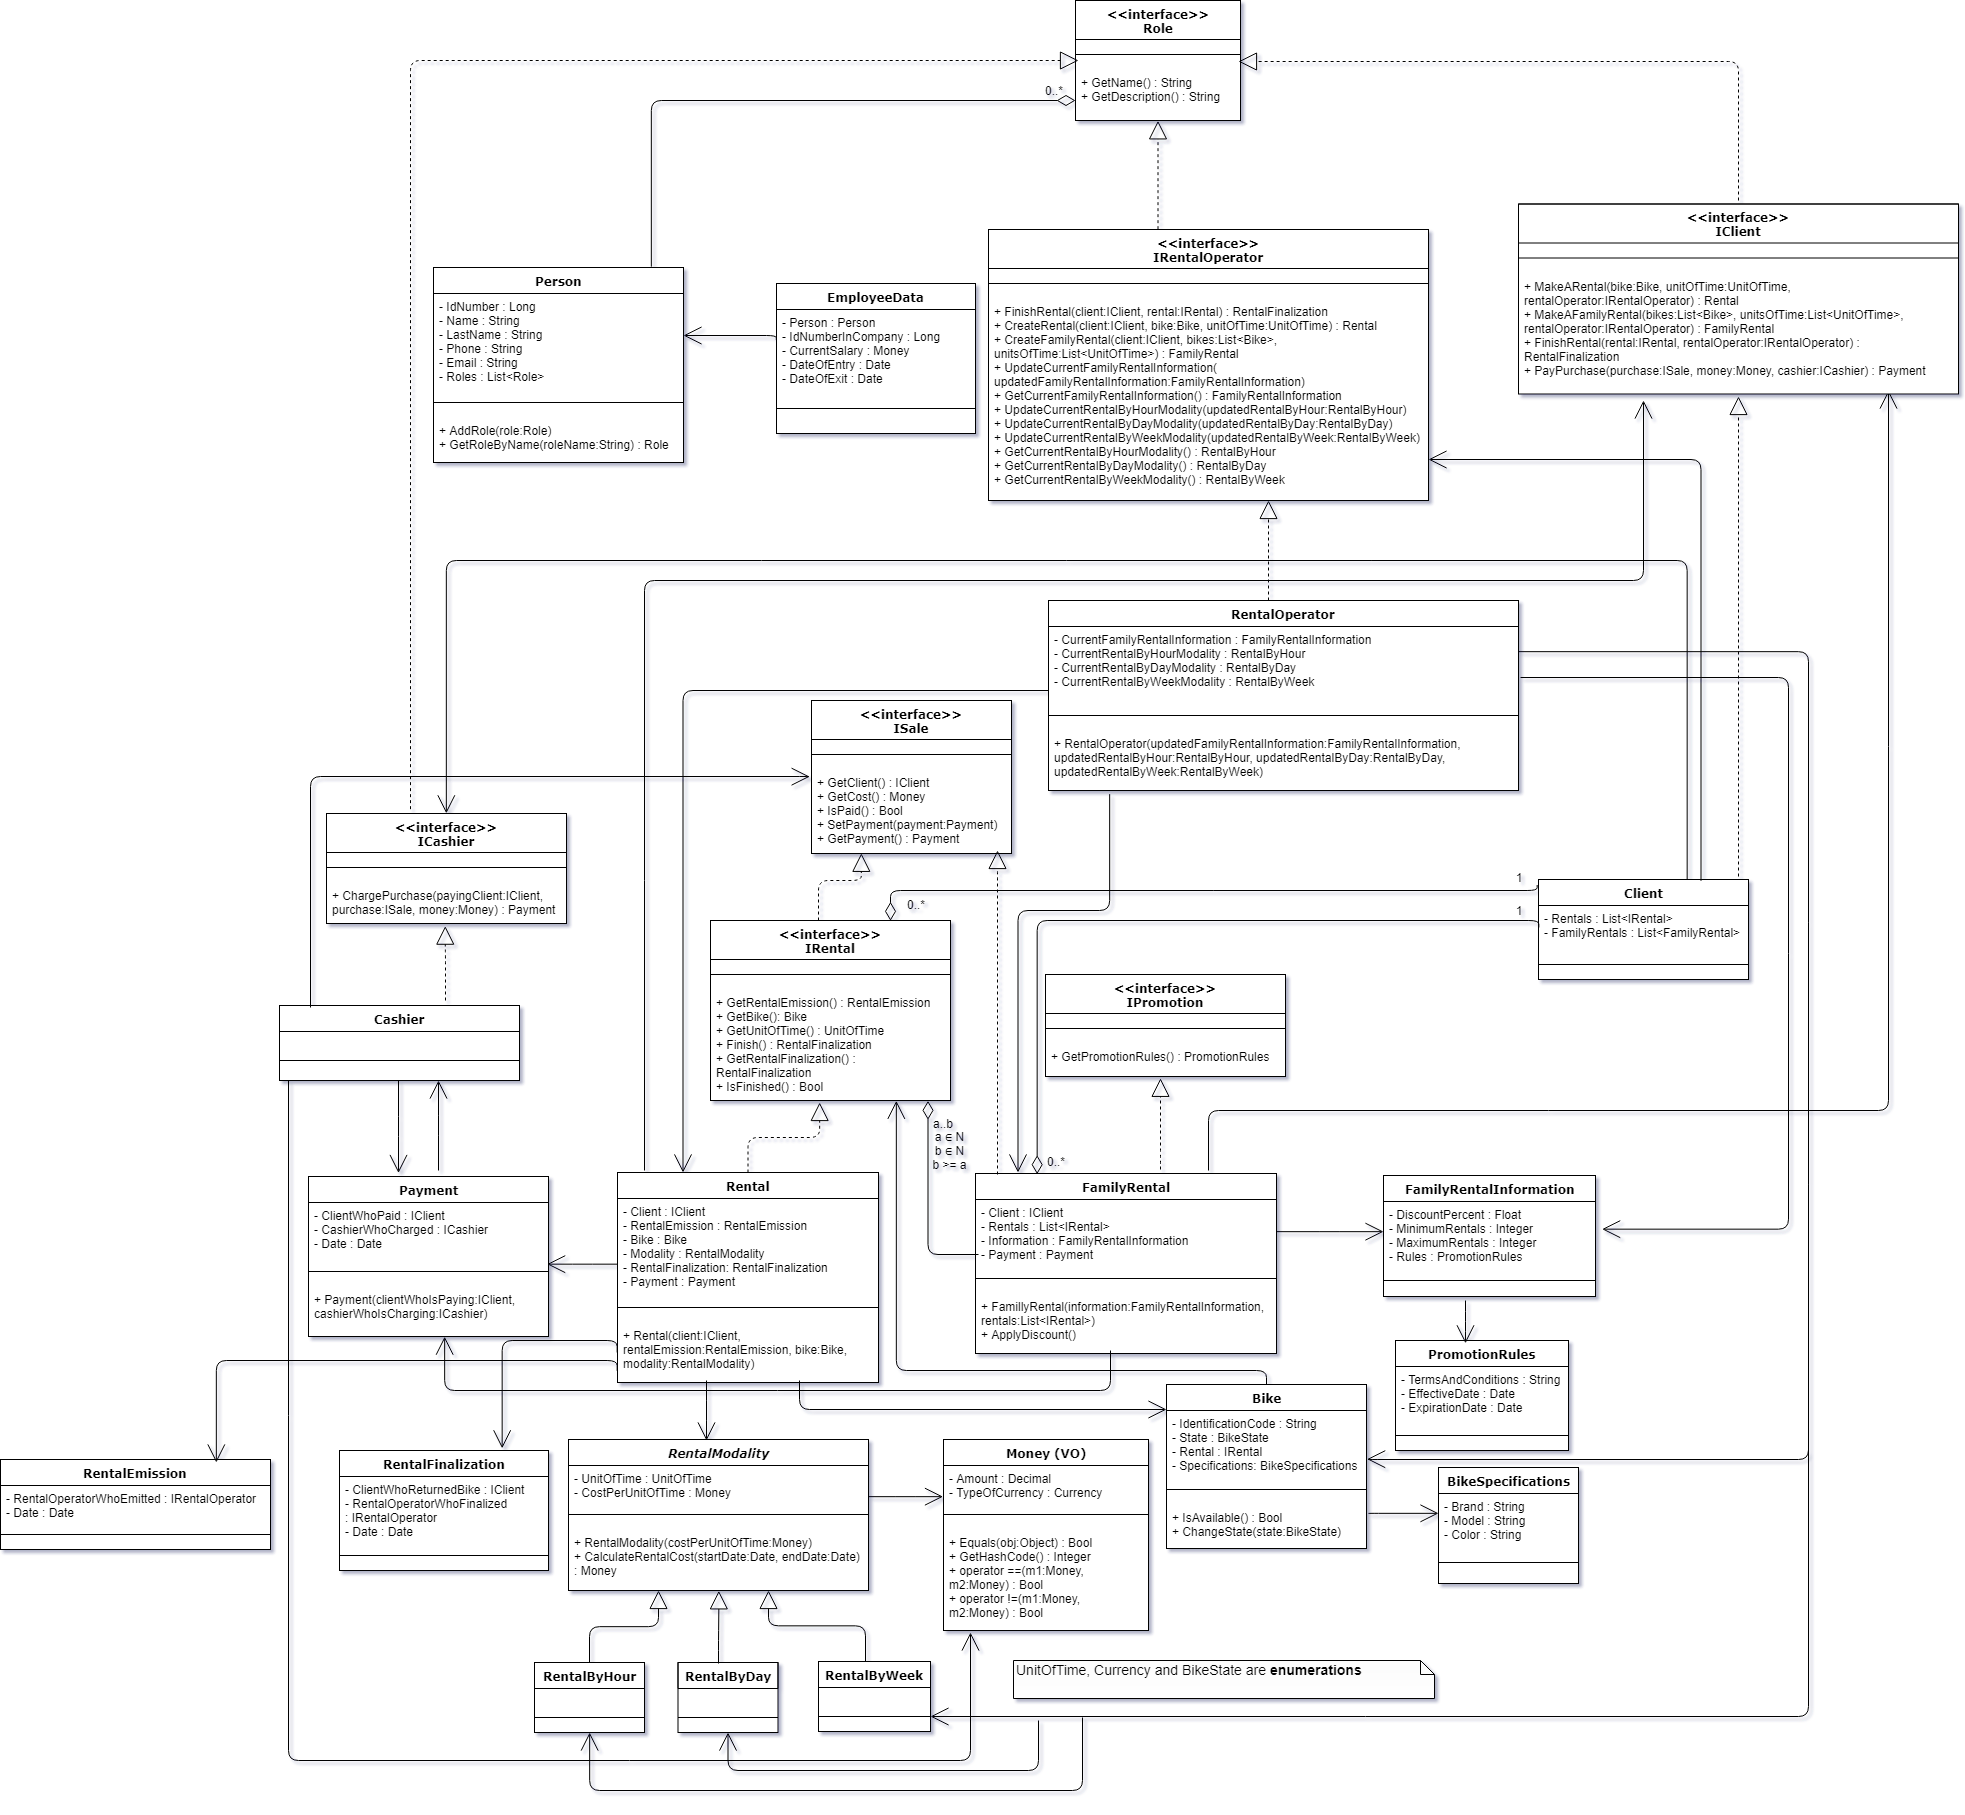 <<interface>>
Role
+ GetName() : String
+ GetDescription() : String
0..*
<<interface>>
IClient
+ MakeARental(bike:Bike, unitOfTime:UnitOfTime,
rentalOperator:IRentalOperator) : Rental
+ MakeAFamilyRental(bikes:List<Bike>, unitsOfTime:List<UnitOfTime>,
rentalOperator:IRentalOperator) : FamilyRental
+ FinishRental(rental:IRental, rentalOperator:IRentalOperator) :
RentalFinalization
+ PayPurchase(purchase:ISale, money:Money, cashier:ICashier) : Payment
<<interface>>
IRentalOperator
+ FinishRental(client:IClient, rental:IRental) : RentalFinalization
+ CreateRental(client:IClient, bike:Bike, unitOfTime:UnitOfTime) : Rental
+ CreateFamilyRental(client:IClient, bikes:List<Bike>,
unitsOfTime:List<UnitOfTime>) : FamilyRental
+ UpdateCurrentFamilyRentalInformation(
updatedFamilyRentalInformation:FamilyRentalInformation)
+ GetCurrentFamilyRentalInformation() : FamilyRentalInformation
+ UpdateCurrentRentalByHourModality(updatedRentalByHour:RentalByHour)
+ UpdateCurrentRentalByDayModality(updatedRentalByDay:RentalByDay)
+ UpdateCurrentRentalByWeekModality(updatedRentalByWeek:RentalByWeek)
+ GetCurrentRentalByHourModality() : RentalByHour
+ GetCurrentRentalByDayModality() : RentalByDay
+ GetCurrentRentalByWeekModality() : RentalByWeek
Person
- IdNumber : Long
- Name : String
- LastName : String
- Phone : String
- Email : String
- Roles : List<Role>
+ AddRole(role:Role)
+ GetRoleByName(roleName:String) : Role
EmployeeData
- Person : Person
- IdNumberInCompany : Long
- CurrentSalary : Money
- DateOfEntry : Date
- DateOfExit : Date
RentalOperator
- CurrentFamilyRentalInformation : FamilyRentalInformation
- CurrentRentalByHourModality : RentalByHour
- CurrentRentalByDayModality : RentalByDay
- CurrentRentalByWeekModality : RentalByWeek
+ RentalOperator(updatedFamilyRentalInformation:FamilyRentalInformation,
updatedRentalByHour:RentalByHour, updatedRentalByDay:RentalByDay,
updatedRentalByWeek:RentalByWeek)
<<interface>>
ISale
+ GetClient() : IClient
+ GetCost() : Money
+ IsPaid() : Bool
+ SetPayment(payment:Payment)
+ GetPayment() : Payment
<<interface>>
ICashier
+ ChargePurchase(payingClient:IClient,
purchase:ISale, money:Money) : Payment
1
0..*
1
Client
- Rentals : List<IRental>
- FamilyRentals : List<FamilyRental>
<<interface>>
IRental
+ GetRentalEmission() : RentalEmission
+ GetBike(): Bike
+ GetUnitOfTime() : UnitOfTime
+ Finish() : RentalFinalization
+ GetRentalFinalization() :
RentalFinalization
+ IsFinished() : Bool
<<interface>>
IPromotion
+ GetPromotionRules() : PromotionRules
Cashier
a..b
a ∈ N
b ∈ N
b >= a
0..*
Payment
- ClientWhoPaid : IClient
- CashierWhoCharged : ICashier
- Date : Date
+ Payment(clientWhoIsPaying:IClient,
cashierWhoIsCharging:ICashier)
Rental
- Client : IClient
- RentalEmission : RentalEmission
- Bike : Bike
- Modality : RentalModality
- RentalFinalization: RentalFinalization
- Payment : Payment
+ Rental(client:IClient,
rentalEmission:RentalEmission, bike:Bike,
modality:RentalModality)
FamilyRental
- Client : IClient
- Rentals : List<IRental>
- Information : FamilyRentalInformation
- Payment : Payment
+ FamillyRental(information:FamilyRentalInformation,
rentals:List<IRental>)
+ ApplyDiscount()
FamilyRentalInformation
- DiscountPercent : Float
- MinimumRentals : Integer
- MaximumRentals : Integer
- Rules : PromotionRules
PromotionRules
- TermsAndConditions : String
- EffectiveDate : Date
- ExpirationDate : Date
Bike
- IdentificationCode : String
- State : BikeState
- Rental : IRental
- Specifications: BikeSpecifications
+ IsAvailable() : Bool
+ ChangeState(state:BikeState)
BikeSpecifications
- Brand : String
- Model : String
- Color : String
RentalEmission
- RentalOperatorWhoEmitted : IRentalOperator
- Date : Date
RentalFinalization
- ClientWhoReturnedBike : IClient
- RentalOperatorWhoFinalized
: IRentalOperator
- Date : Date
RentalModality
- UnitOfTime : UnitOfTime
- CostPerUnitOfTime : Money
+ RentalModality(costPerUnitOfTime:Money)
+ CalculateRentalCost(startDate:Date, endDate:Date)
: Money
Money (VO)
- Amount : Decimal
- TypeOfCurrency : Currency
+ Equals(obj:Object) : Bool
+ GetHashCode() : Integer
+ operator ==(m1:Money,
m2:Money) : Bool
+ operator !=(m1:Money,
m2:Money) : Bool
RentalByHour
RentalByDay
RentalByWeek
UnitOfTime, Currency and BikeState are enumerations